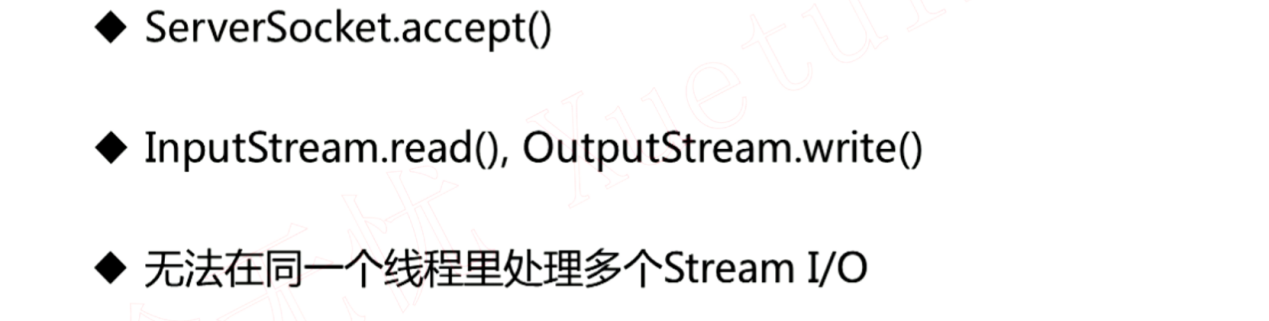 ◆ ServerSocket.accept()
◆ InputStream.read(), OutputStream.write()
◆ 无法在同一个线程里处理多个Stream I/O